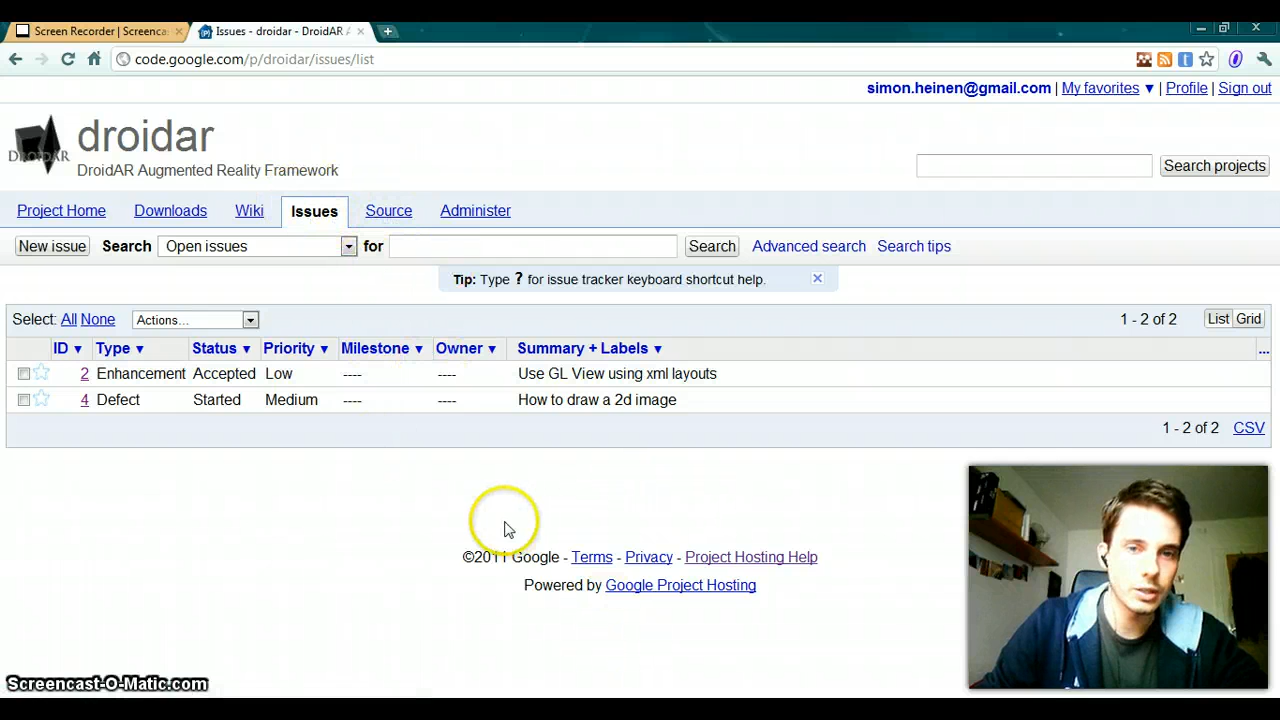 Screen Recorder | Screenca
Issues - droidar - DroidAR A
code.google.com/p/droidar/issues/list
simon.heinen@gmail.com | My favorites ▼ | Profile | Sign out
DROIDAR
droidar
DroidAR Augmented Reality Framework
Search projects
Project Home Downloads Wiki Issues Source Administer
New issue Search Open issues for Search Advanced search Search tips
Tip: Type ? for issue tracker keyboard shortcut help.
Select: All None Actions... 1 - 2 of 2 List Grid
ID ▼ Type ▼ Status ▼ Priority ▼ Milestone ▼ Owner ▼ Summary + Labels ▼ ...
2 Enhancement Accepted Low ---- ---- Use GL View using xml layouts
4 Defect Started Medium ---- ---- How to draw a 2d image
1 - 2 of 2 CSV
©2011 Google - Terms - Privacy - Project Hosting Help
Powered by Google Project Hosting
Screencast-O-Matic.com